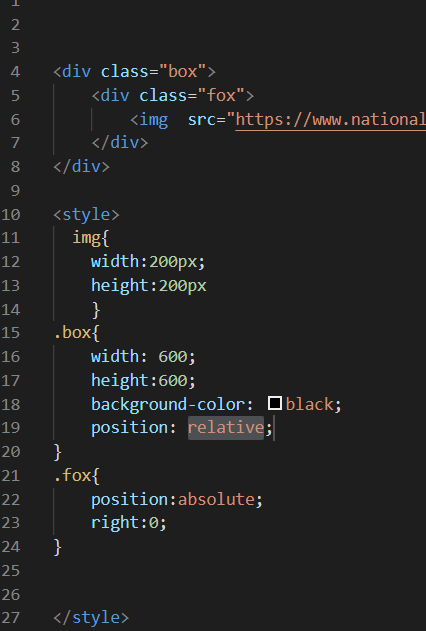 1
2
3
4 <div class="box">
5 <div class="fox">
6 <img  src="https://www.national
7 </div>
8 </div>
9
10 <style>
11 img{
12 width:200px;
13 height:200px
14 }
15 .box{
16 width: 600;
17 height:600;
18 background-color: black;
19 position: relative;
20 }
21 .fox{
22 position:absolute;
23 right:0;
24 }
25
26
27 </style>